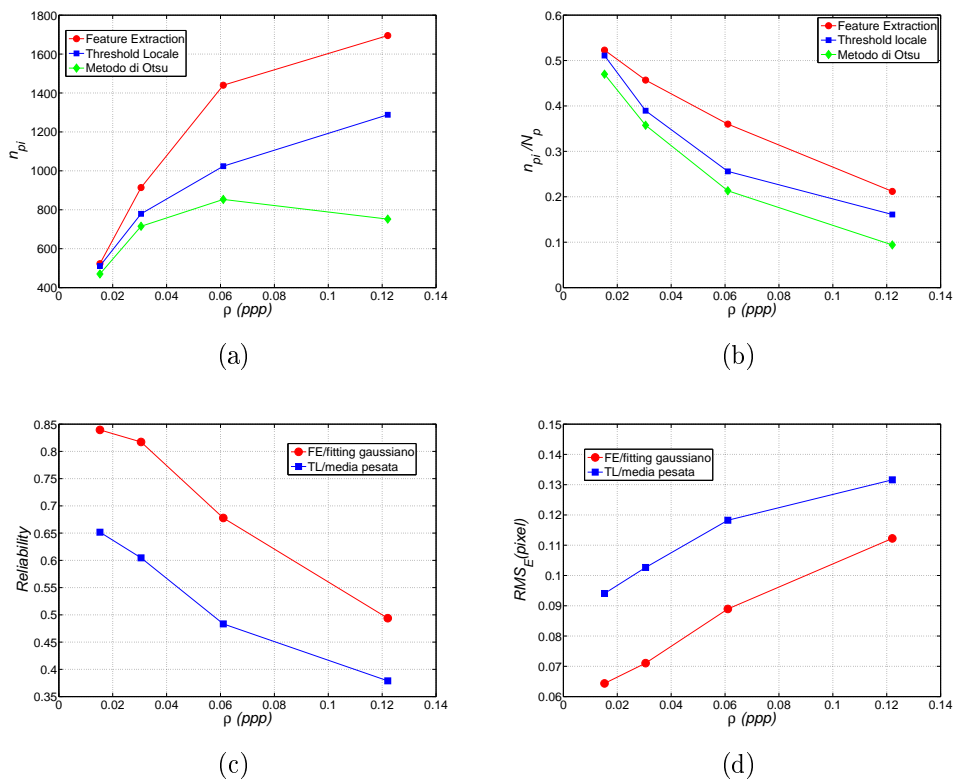 1800
1600
1400
1200
1000
800
600
400
n_pi
Feature Extraction
Threshold Locale
Metodo di Otsu
0 0.02 0.04 0.06 0.08 0.1 0.12 0.14
ρ (ppp)
(a)
0.6
0.5
0.4
0.3
0.2
0.1
0
n_pi/N_p
Feature Extraction
Threshold locale
Metodo di Otsu
0 0.02 0.04 0.06 0.08 0.1 0.12 0.14
ρ (ppp)
(b)
0.85
0.8
0.75
0.7
0.65
0.6
0.55
0.5
0.45
0.4
0.35
Reliability
FE/fitting gaussiano
TL/media pesata
0 0.02 0.04 0.06 0.08 0.1 0.12 0.14
ρ (ppp)
(c)
0.15
0.14
0.13
0.12
0.11
0.1
0.09
0.08
0.07
0.06
RMS_E(pixel)
FE/fitting gaussiano
TL/media pesata
0 0.02 0.04 0.06 0.08 0.1 0.12 0.14
ρ (ppp)
(d)